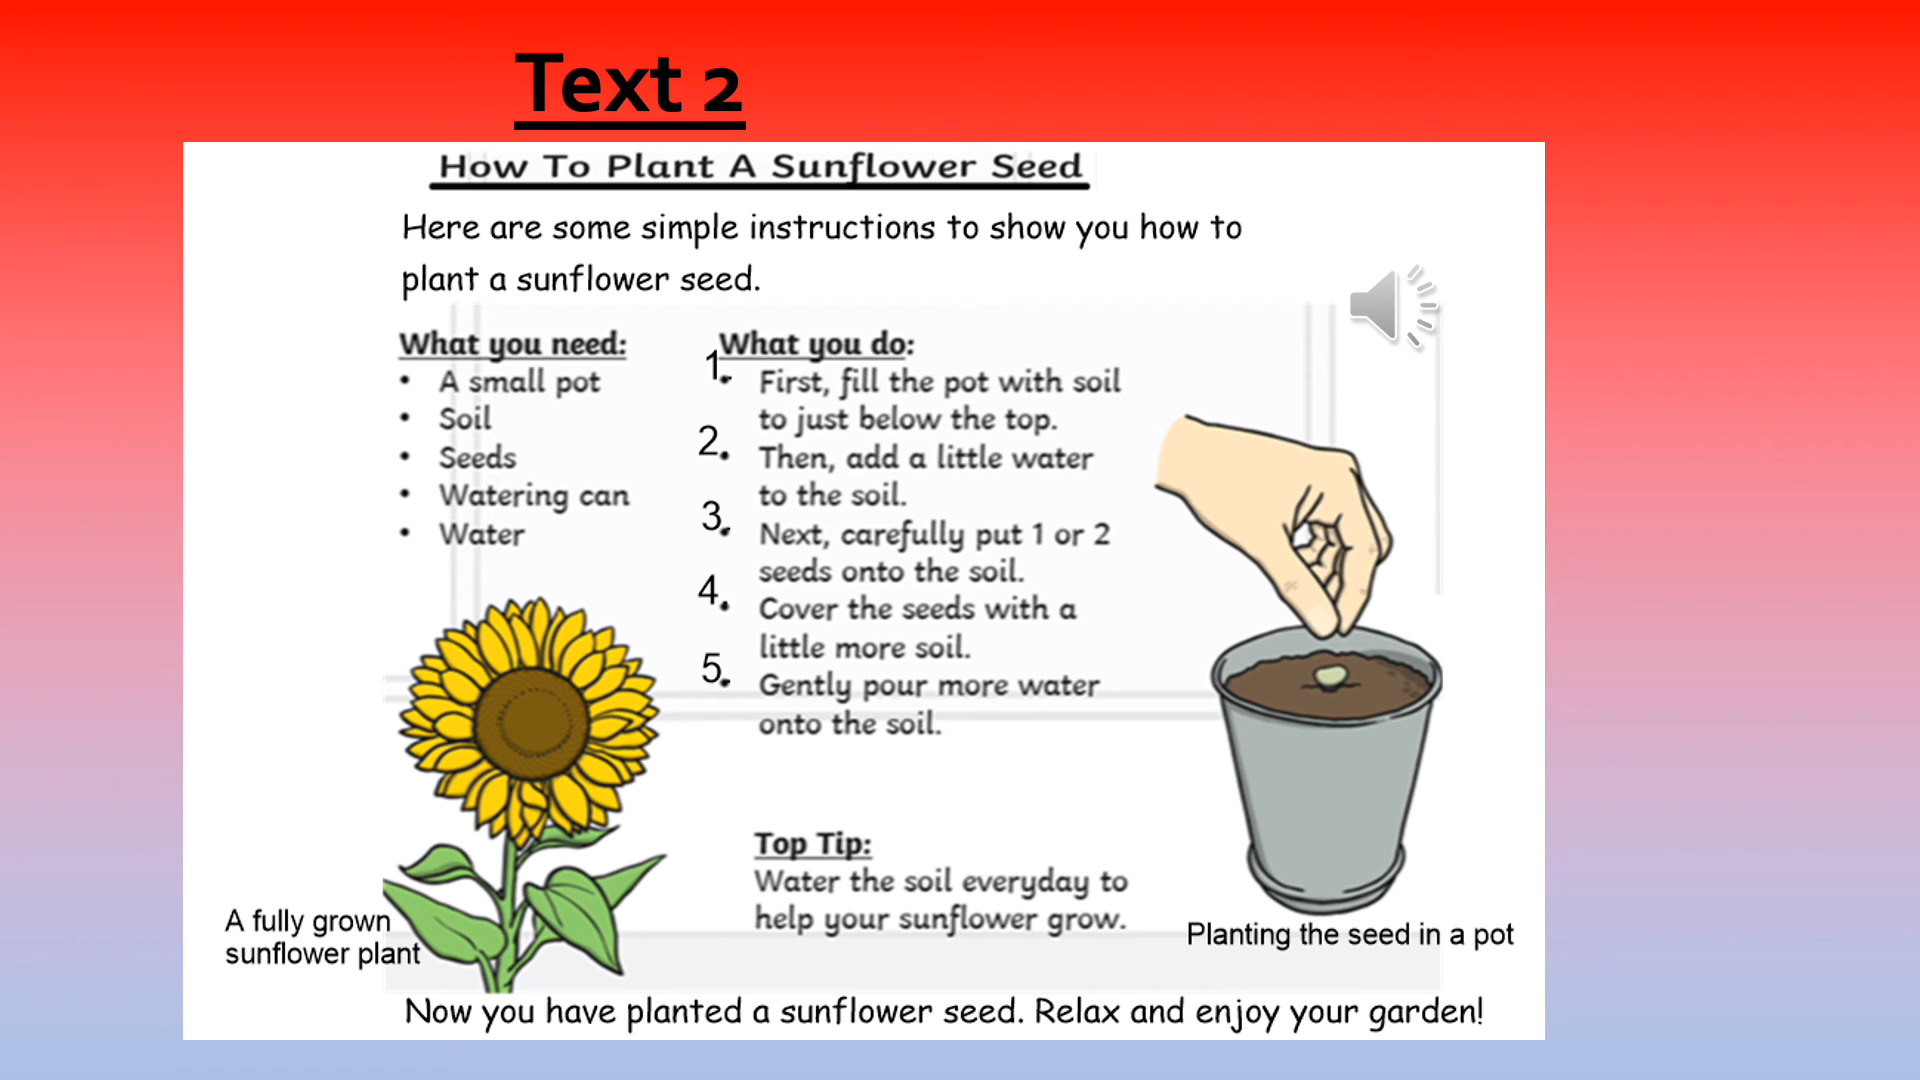 Text 2
How To Plant A Sunflower Seed
Here are some simple instructions to show you how to
plant a sunflower seed.
What you need:
• A small pot
• Soil
• Seeds
• Watering can
• Water
What you do:
1. First, fill the pot with soil
to just below the top.
2. Then, add a little water
to the soil.
3. Next, carefully put 1 or 2
seeds onto the soil.
4. Cover the seeds with a
little more soil.
5. Gently pour more water
onto the soil.
Top Tip:
Water the soil everyday to
help your sunflower grow.
A fully grown
sunflower plant
Planting the seed in a pot
Now you have planted a sunflower seed. Relax and enjoy your garden!